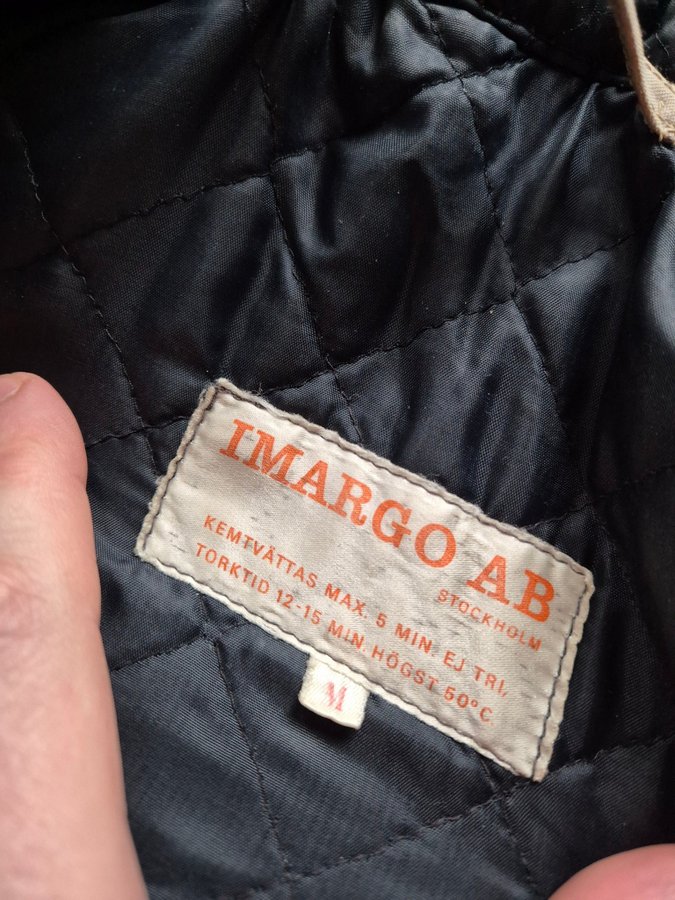 IMARGO AB
STOCKHOLM
KEMTVÄTTAS MAX. 5 MIN. EJ TRI,
TORKTID 12-15 MIN HÖGST 50°C
M